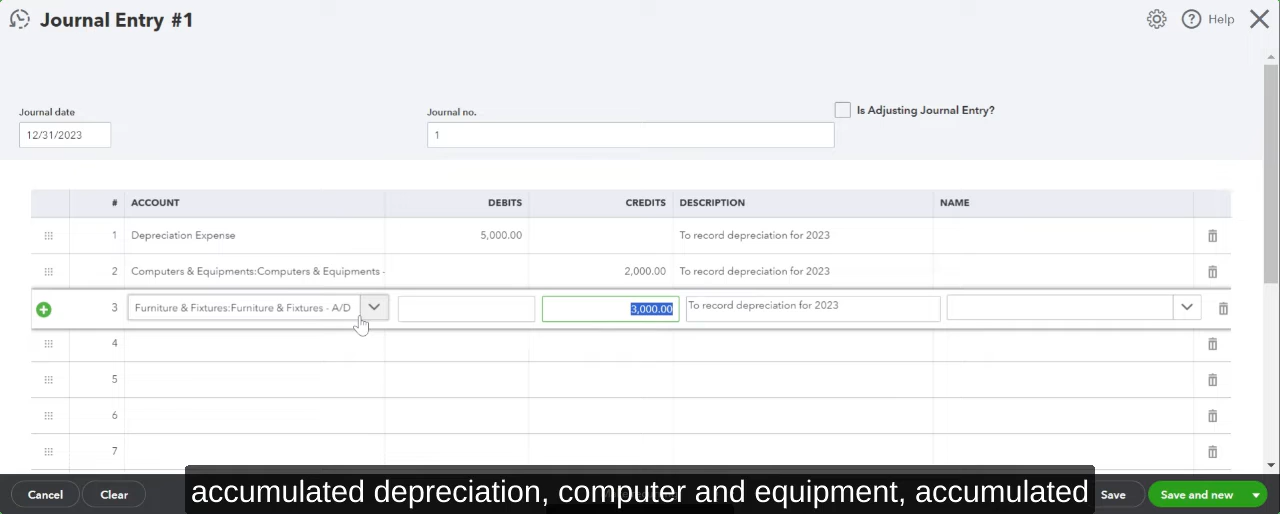 Journal Entry #1
Help
Journal date
12/31/2023
Journal no.
1
Is Adjusting Journal Entry?
# ACCOUNT DEBITS CREDITS DESCRIPTION NAME
1 Depreciation Expense 5,000.00 To record depreciation for 2023
2 Computers & Equipments:Computers & Equipments - 2,000.00 To record depreciation for 2023
3 Furniture & Fixtures:Furniture & Fixtures - A/D 3,000.00 To record depreciation for 2023
4
5
6
7
Cancel Clear Save Save and new
accumulated depreciation, computer and equipment, accumulated